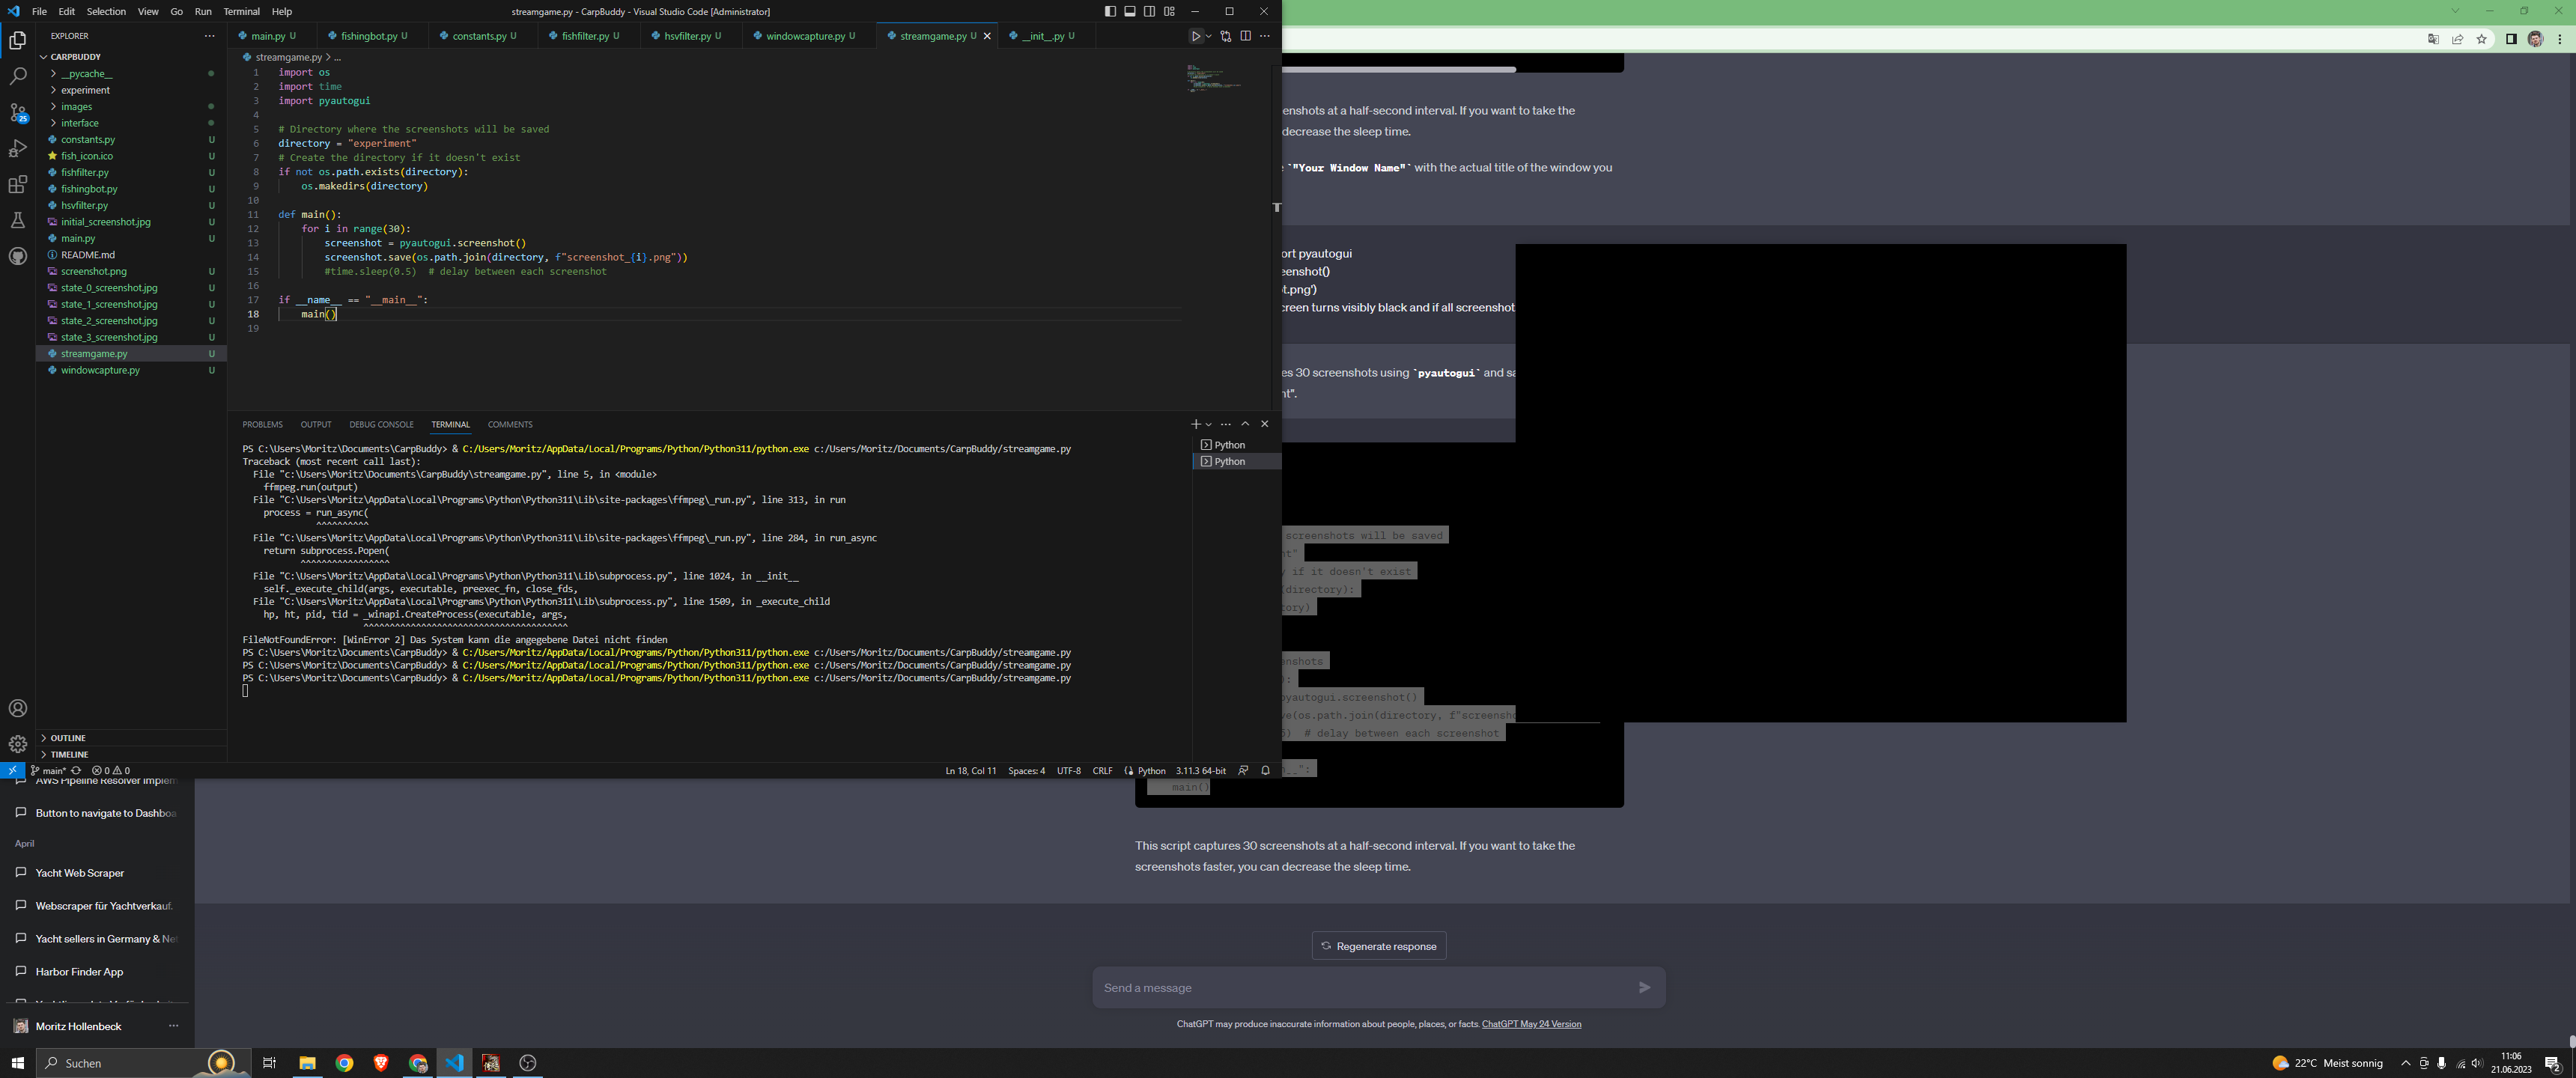 File Edit Selection View Go Run Terminal Help
streamgame.py - CarpBuddy - Visual Studio Code [Administrator]
EXPLORER
CARPBUDDY
__pycache__
experiment
images
interface
constants.py U
fish_icon.ico U
fishfilter.py U
fishingbot.py U
hsvfilter.py U
initial_screenshot.jpg U
main.py U
README.md
screenshot.png U
state_0_screenshot.jpg U
state_1_screenshot.jpg U
state_2_screenshot.jpg U
state_3_screenshot.jpg U
streamgame.py U
windowcapture.py U
OUTLINE
TIMELINE
25
main.py U fishingbot.py U constants.py U fishfilter.py U hsvfilter.py U windowcapture.py U streamgame.py U __init__.py U
streamgame.py > ...
1 import os
2 import time
3 import pyautogui
4
5 # Directory where the screenshots will be saved
6 directory = "experiment"
7 # Create the directory if it doesn't exist
8 if not os.path.exists(directory):
9 os.makedirs(directory)
10
11 def main():
12 for i in range(30):
13 screenshot = pyautogui.screenshot()
14 screenshot.save(os.path.join(directory, f"screenshot_{i}.png"))
15 #time.sleep(0.5) # delay between each screenshot
16
17 if __name__ == "__main__":
18 main()
19
PROBLEMS OUTPUT DEBUG CONSOLE TERMINAL COMMENTS
Python
Python
PS C:\Users\Moritz\Documents\CarpBuddy> & C:/Users/Moritz/AppData/Local/Programs/Python/Python311/python.exe c:/Users/Moritz/Documents/CarpBuddy/streamgame.py
Traceback (most recent call last):
File "c:\Users\Moritz\Documents\CarpBuddy\streamgame.py", line 5, in <module>
ffmpeg.run(output)
File "C:\Users\Moritz\AppData\Local\Programs\Python\Python311\Lib\site-packages\ffmpeg\_run.py", line 313, in run
process = run_async(
^^^^^^^^^^
File "C:\Users\Moritz\AppData\Local\Programs\Python\Python311\Lib\site-packages\ffmpeg\_run.py", line 284, in run_async
return subprocess.Popen(
^^^^^^^^^^^^^^^^^
File "C:\Users\Moritz\AppData\Local\Programs\Python\Python311\Lib\subprocess.py", line 1024, in __init__
self._execute_child(args, executable, preexec_fn, close_fds,
File "C:\Users\Moritz\AppData\Local\Programs\Python\Python311\Lib\subprocess.py", line 1509, in _execute_child
hp, ht, pid, tid = _winapi.CreateProcess(executable, args,
^^^^^^^^^^^^^^^^^^^^^^^^^^^^^^^^^^^^^^^
FileNotFoundError: [WinError 2] Das System kann die angegebene Datei nicht finden
PS C:\Users\Moritz\Documents\CarpBuddy> & C:/Users/Moritz/AppData/Local/Programs/Python/Python311/python.exe c:/Users/Moritz/Documents/CarpBuddy/streamgame.py
PS C:\Users\Moritz\Documents\CarpBuddy> & C:/Users/Moritz/AppData/Local/Programs/Python/Python311/python.exe c:/Users/Moritz/Documents/CarpBuddy/streamgame.py
PS C:\Users\Moritz\Documents\CarpBuddy> & C:/Users/Moritz/AppData/Local/Programs/Python/Python311/python.exe c:/Users/Moritz/Documents/CarpBuddy/streamgame.py
main* 0 0 Ln 18, Col 11 Spaces: 4 UTF-8 CRLF Python 3.11.3 64-bit
enshots at a half-second interval. If you want to take the
decrease the sleep time.
`"Your Window Name"` with the actual title of the window you
ort pyautogui
eenshot()
ot.png')
creen turns visibly black and if all screenshot
es 30 screenshots using `pyautogui` and sa
nt".
screenshots will be saved
nt"
y if it doesn't exist
(directory):
tory)
enshots
):
pyautogui.screenshot()
ve(os.path.join(directory, f"screensho
5) # delay between each screenshot
n__":
main()
This script captures 30 screenshots at a half-second interval. If you want to take the
screenshots faster, you can decrease the sleep time.
AWS Pipeline Resolver Implem
Button to navigate to Dashboa
April
Yacht Web Scraper
Webscraper für Yachtverkauf.
Yacht sellers in Germany & Net
Harbor Finder App
Moritz Hollenbeck
Regenerate response
Send a message
ChatGPT may produce inaccurate information about people, places, or facts. ChatGPT May 24 Version
Suchen
22°C Meist sonnig
11:06
21.06.2023
2